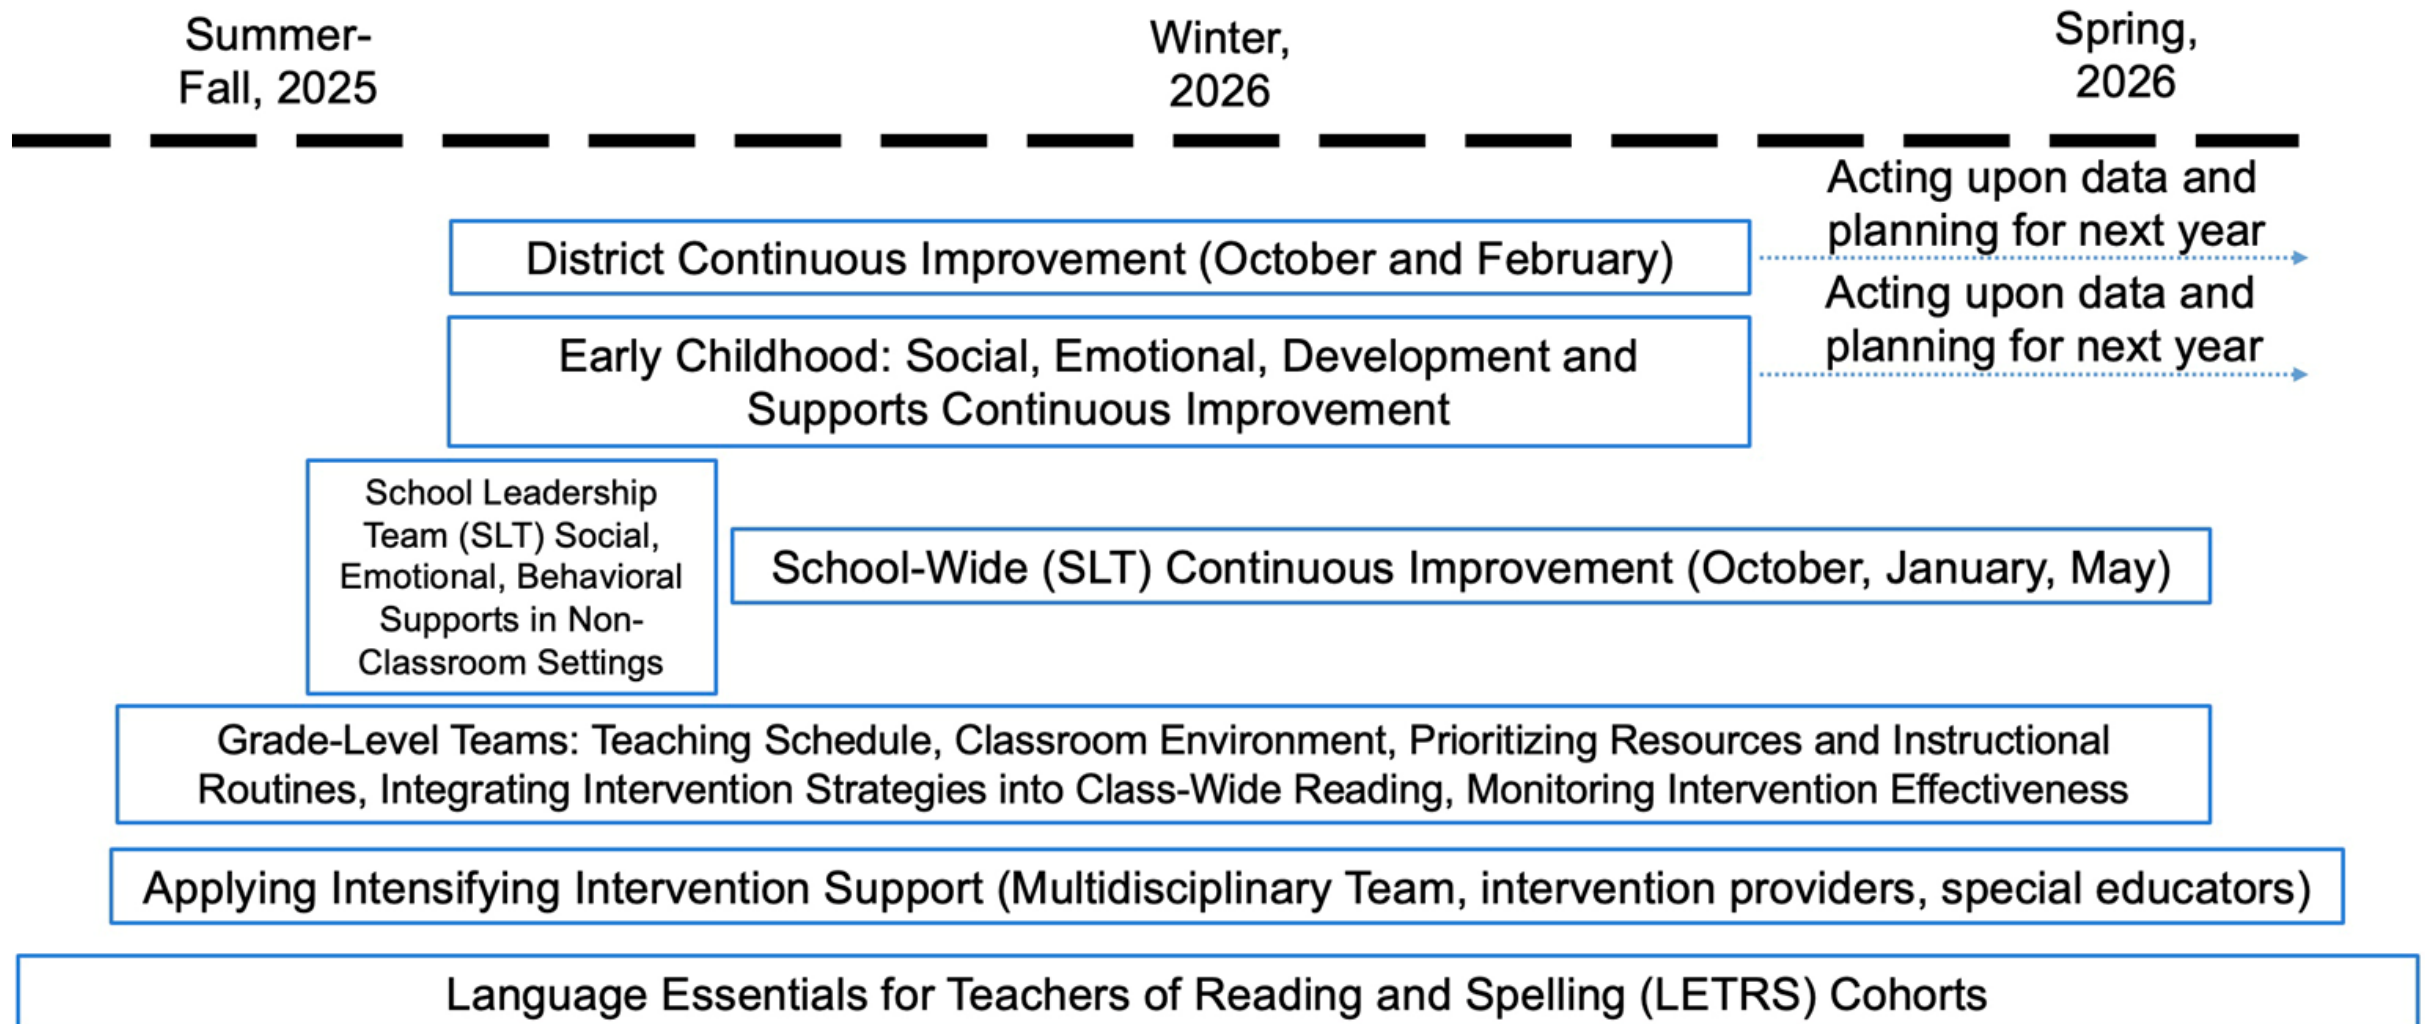 Summer-
Fall, 2025
Winter,
2026
Spring,
2026
Acting upon data and
planning for next year
District Continuous Improvement (October and February)
Acting upon data and
planning for next year
Early Childhood: Social, Emotional, Development and
Supports Continuous Improvement
School Leadership
Team (SLT) Social,
Emotional, Behavioral
Supports in Non-
Classroom Settings
School-Wide (SLT) Continuous Improvement (October, January, May)
Grade-Level Teams: Teaching Schedule, Classroom Environment, Prioritizing Resources and Instructional
Routines, Integrating Intervention Strategies into Class-Wide Reading, Monitoring Intervention Effectiveness
Applying Intensifying Intervention Support (Multidisciplinary Team, intervention providers, special educators)
Language Essentials for Teachers of Reading and Spelling (LETRS) Cohorts